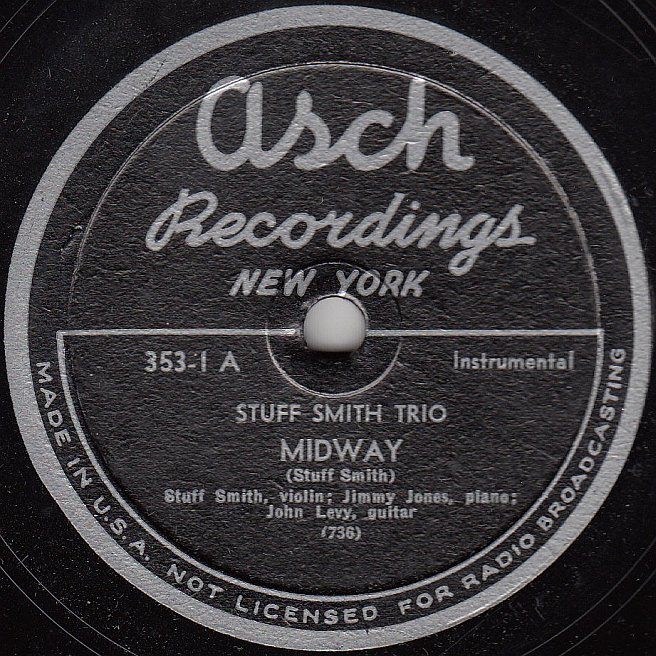 asch
Recordings
NEW YORK
353-1 A
Instrumental
STUFF SMITH TRIO
MIDWAY
(Stuff Smith)
Stuff Smith, violin; Jimmy Jones, piano;
John Levy, guitar
(736)
MADE IN U.S.A. NOT LICENSED FOR RADIO BROADCASTING